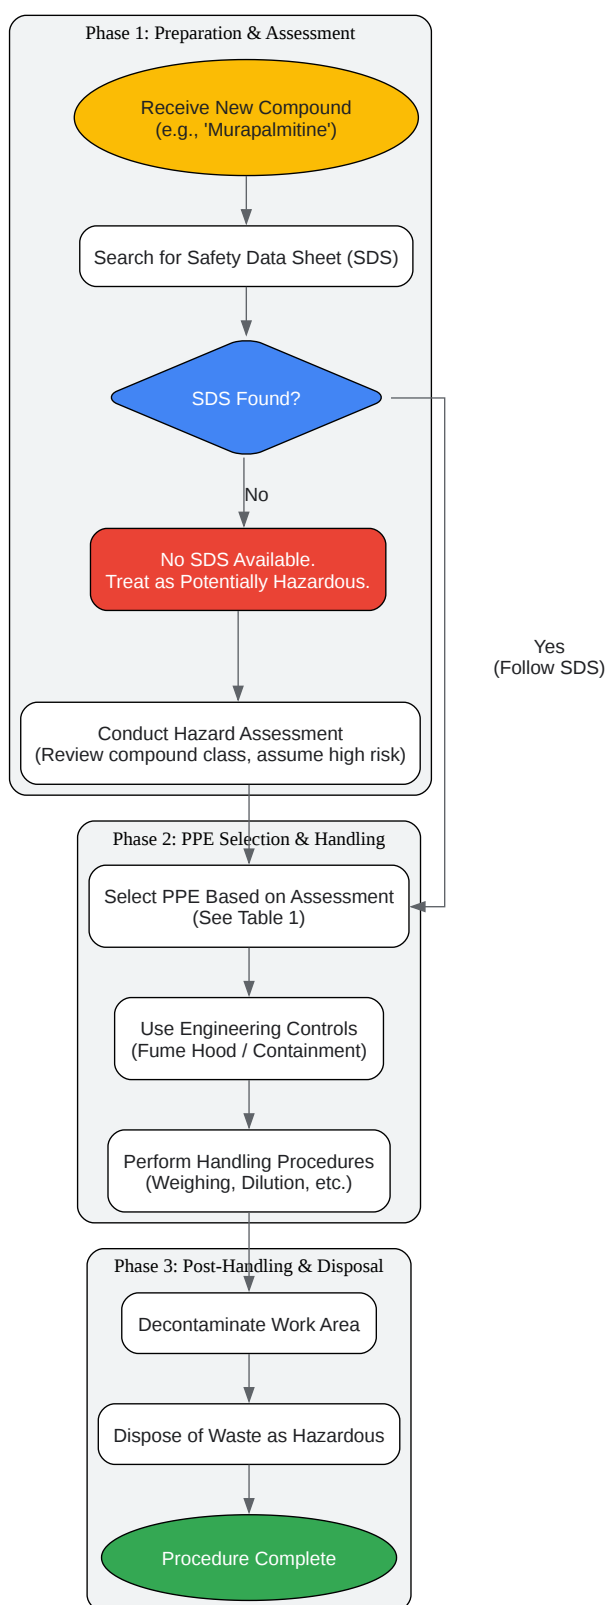 Phase 1: Preparation & Assessment
Receive New Compound
(e.g., 'Murapalmitine')
Search for Safety Data Sheet (SDS)
SDS Found?
No
No SDS Available.
Treat as Potentially Hazardous.
Yes
(Follow SDS)
Conduct Hazard Assessment
(Review compound class, assume high risk)
Phase 2: PPE Selection & Handling
Select PPE Based on Assessment
(See Table 1)
Use Engineering Controls
(Fume Hood / Containment)
Perform Handling Procedures
(Weighing, Dilution, etc.)
Phase 3: Post-Handling & Disposal
Decontaminate Work Area
Dispose of Waste as Hazardous
Procedure Complete